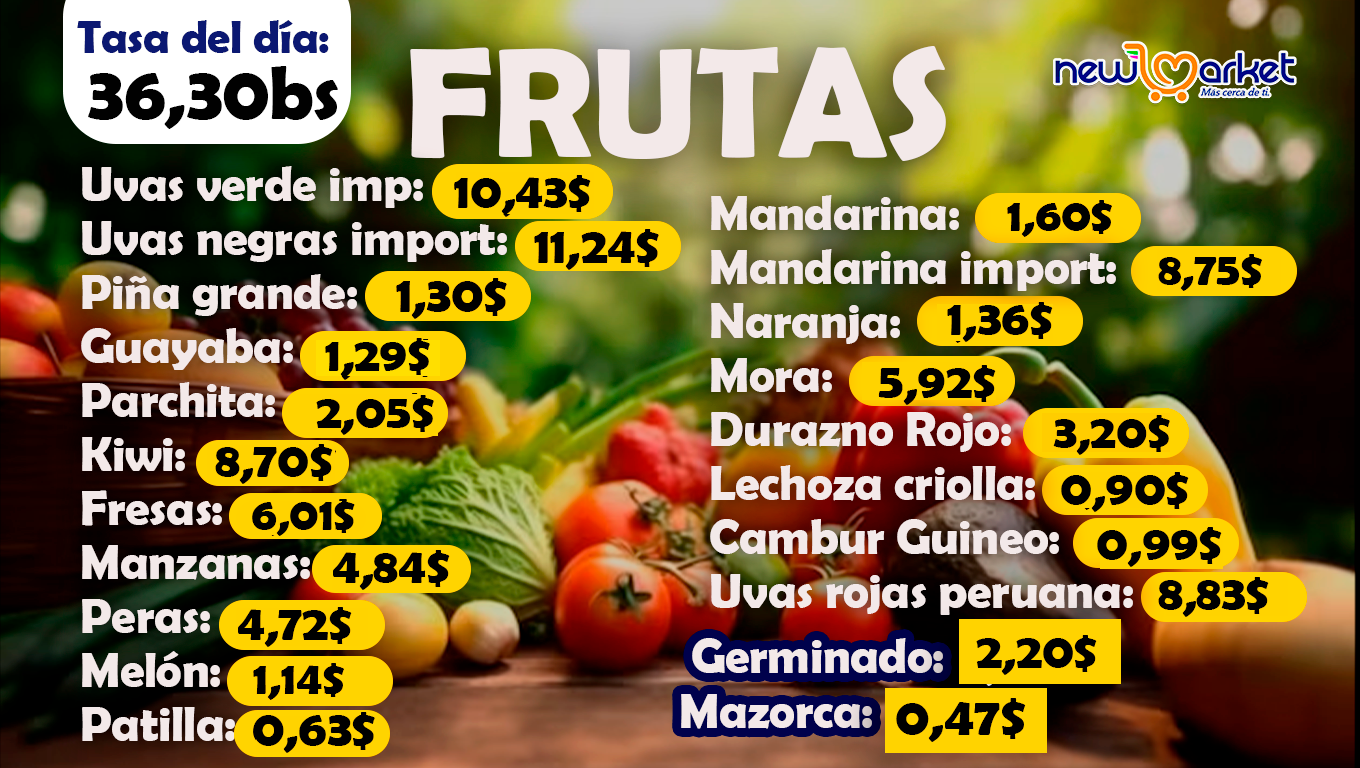 Tasa del día:
36,30bs
FRUTAS
new market
Más cerca de ti.
Uvas verde imp: 10,43$
Uvas negras import: 11,24$
Piña grande: 1,30$
Guayaba: 1,29$
Parchita: 2,05$
Kiwi: 8,70$
Fresas: 6,01$
Manzanas: 4,84$
Peras: 4,72$
Melón: 1,14$
Patilla: 0,63$
Mandarina: 1,60$
Mandarina import: 8,75$
Naranja: 1,36$
Mora: 5,92$
Durazno Rojo: 3,20$
Lechoza criolla: 0,90$
Cambur Guineo: 0,99$
Uvas rojas peruana: 8,83$
Germinado: 2,20$
Mazorca: 0,47$